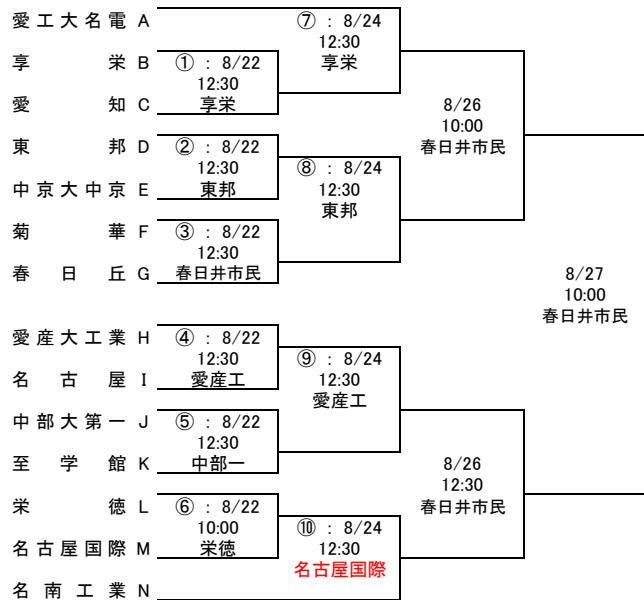 愛工大名電 A
⑦ : 8/24
12:30
享栄
享栄 B
① : 8/22
12:30
享栄
愛知 C
8/26
10:00
春日井市民
東邦 D
② : 8/22
12:30
東邦
中京大中京 E
⑧ : 8/24
12:30
東邦
菊華 F
③ : 8/22
12:30
春日井市民
春日丘 G
8/27
10:00
春日井市民
愛産大工業 H
④ : 8/22
12:30
愛産工
名古屋 I
⑨ : 8/24
12:30
愛産工
中部大第一 J
⑤ : 8/22
12:30
中部一
至学館 K
8/26
12:30
春日井市民
栄徳 L
⑥ : 8/22
10:00
栄徳
名古屋国際 M
⑩ : 8/24
12:30
名古屋国際
名南工業 N